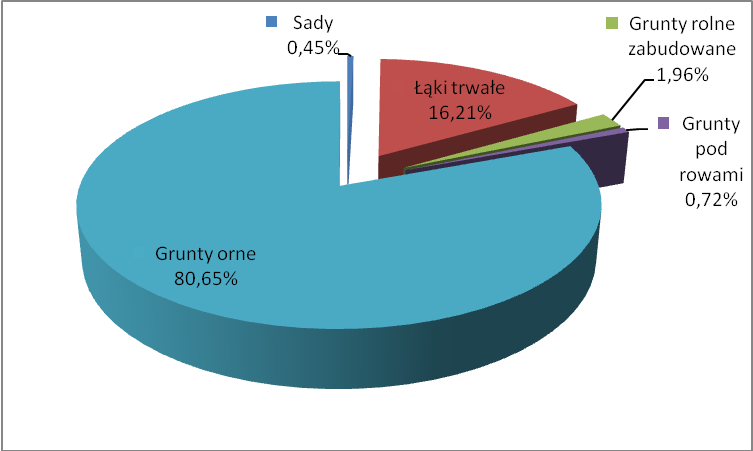 Sady
0,45%
Łąki trwałe
16,21%
Grunty rolne
zabudowane
1,96%
Grunty
pod
rowami
0,72%
Grunty orne
80,65%